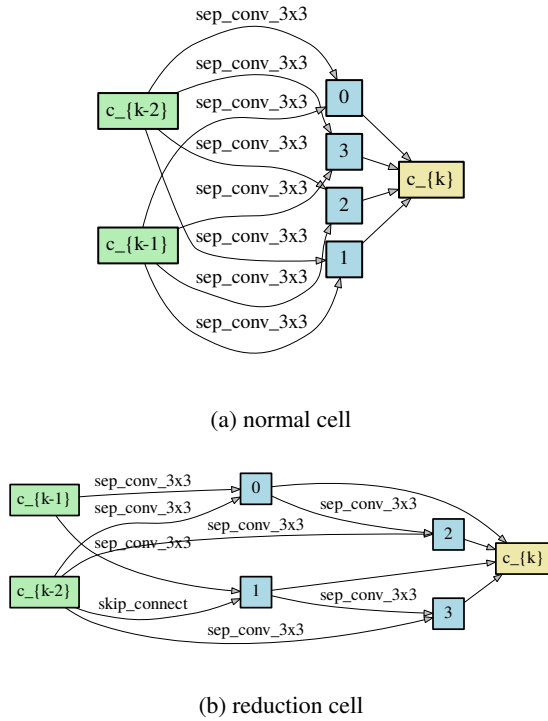 sep_conv_3x3
sep_conv_3x3
c_{k-2}
sep_conv_3x3
0
sep_conv_3x3
3
c_{k}
sep_conv_3x3
2
c_{k-1}
sep_conv_3x3
1
sep_conv_3x3
sep_conv_3x3
(a) normal cell
sep_conv_3x3
0
c_{k-1}
sep_conv_3x3
sep_conv_3x3
sep_conv_3x3
2
sep_conv_3x3
c_{k}
c_{k-2}
1
sep_conv_3x3
skip_connect
3
sep_conv_3x3
(b) reduction cell